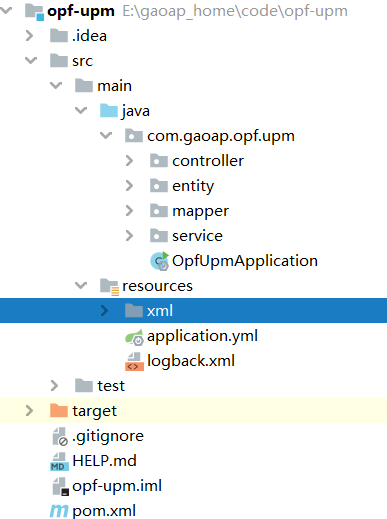 opf-upm E:\gaoap_home\code\opf-upm
.idea
src
main
java
com.gaoap.opf.upm
controller
entity
mapper
service
OpfUpmApplication
resources
xml
application.yml
logback.xml
test
target
.gitignore
HELP.md
opf-upm.iml
pom.xml